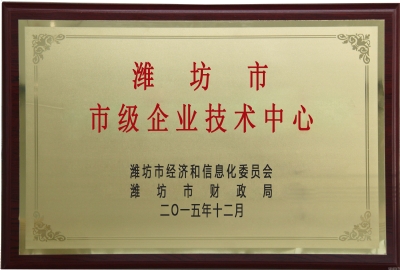 潍坊市
市级企业技术中心
潍坊市经济和信息化委员会
潍坊市财政局
二〇一五年十二月